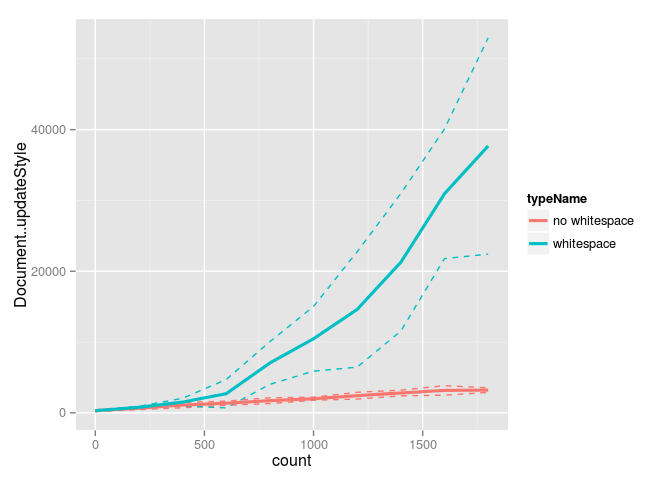 Document..updateStyle
40000
20000
0
0
500
1000
1500
count
typeName
no whitespace
whitespace